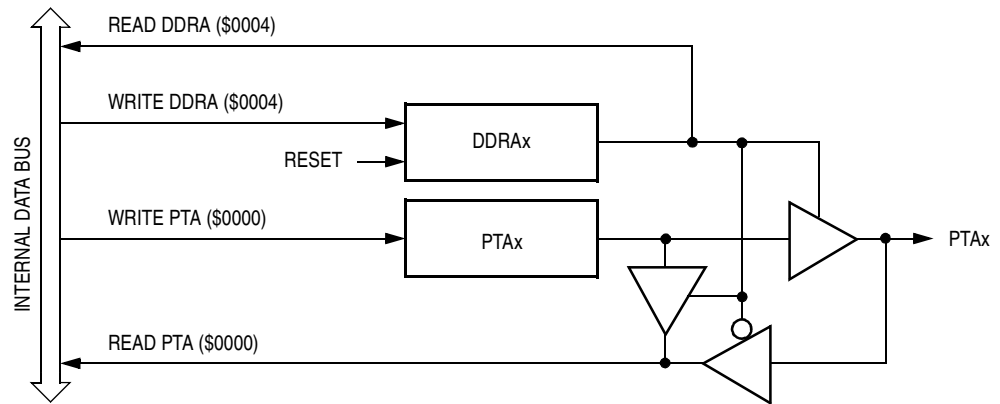 READ DDRA ($0004)
WRITE DDRA ($0004)
DDRAx
RESET
INTERNAL DATA BUS
WRITE PTA ($0000)
PTAx
PTAx
READ PTA ($0000)